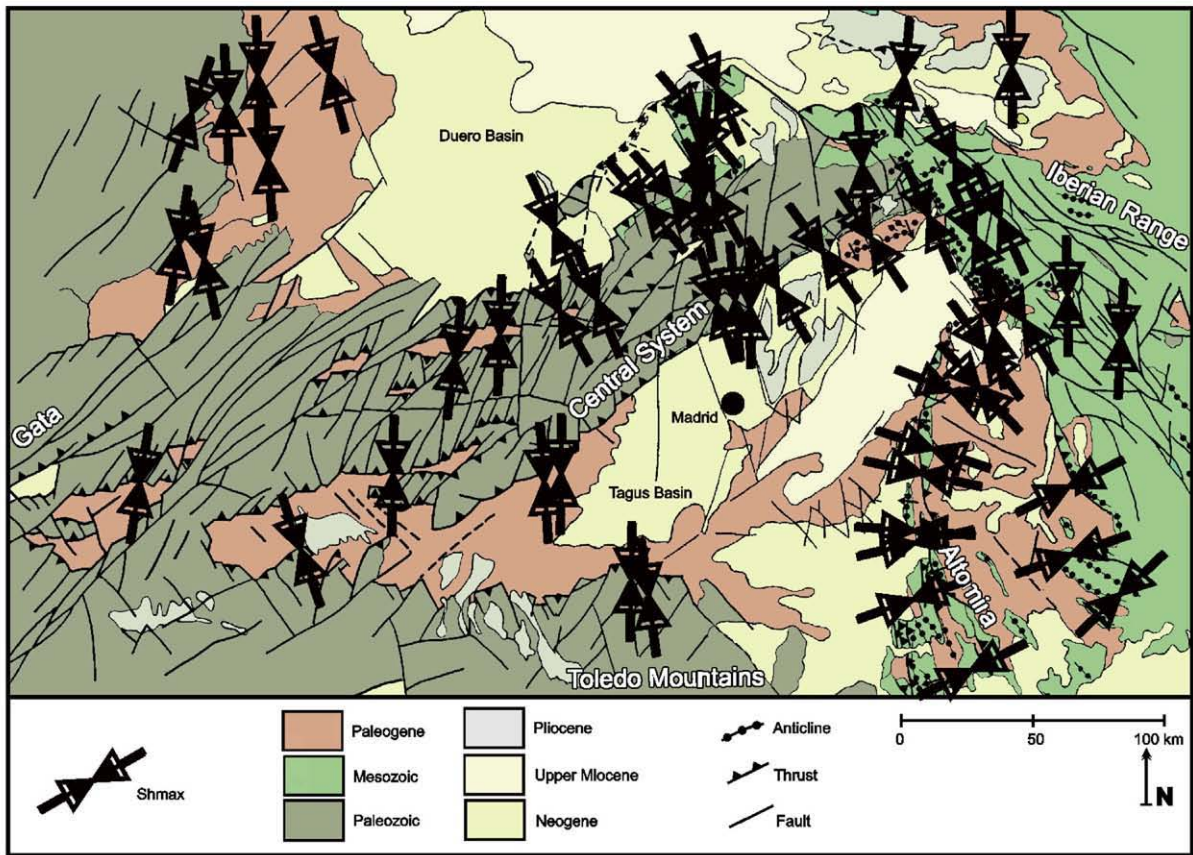 Duero Basin
Iberian Range
Central System
Gata
Madrid
Tagus Basin
Altomira
Toledo Mountains
Shmax
Paleogene
Mesozoic
Paleozoic
Pliocene
Upper MIocene
Neogene
Anticline
Thrust
Fault
0 50 100 km
N